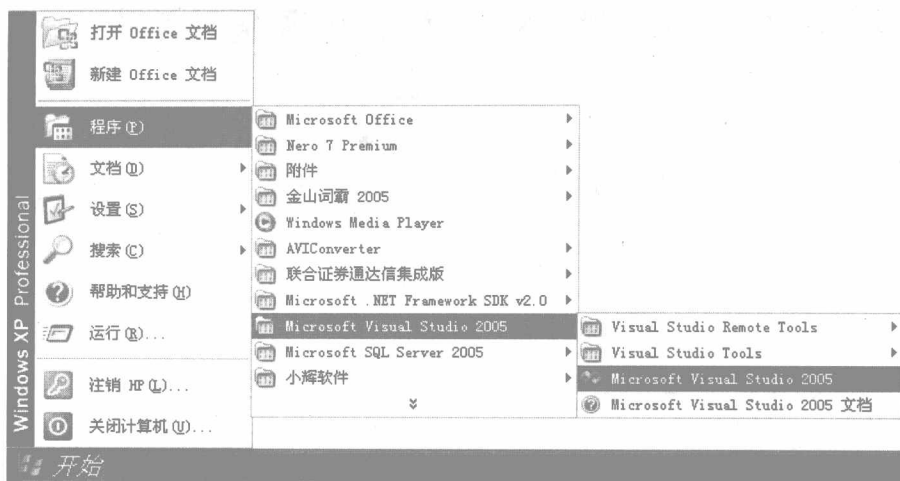 打开 Office 文档
新建 Office 文档
程序(P)
文档(D)
设置(S)
搜索(C)
帮助和支持(H)
运行(R)...
注销 HP(L)...
关闭计算机(U)...
Windows XP Professional
Microsoft Office
Nero 7 Premium
附件
金山词霸 2005
Windows Media Player
AVIConverter
联合证券通达信集成版
Microsoft .NET Framework SDK v2.0
Microsoft Visual Studio 2005
Microsoft SQL Server 2005
小辉软件
Visual Studio Remote Tools
Visual Studio Tools
Microsoft Visual Studio 2005
Microsoft Visual Studio 2005 文档
开始